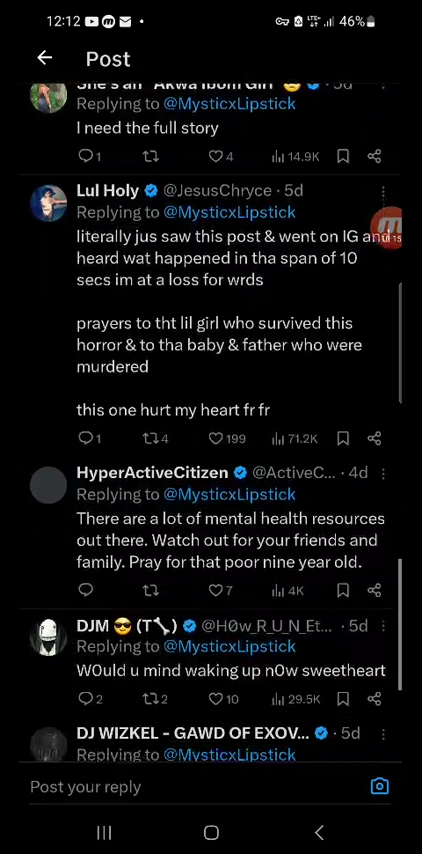 12:12 46%
Post
She's an "Akwa Ibom Girl" 5d
Replying to @MysticxLipstick
I need the full story
1 4 14.9K
Lul Holy @JesusChryce · 5d
Replying to @MysticxLipstick
literally jus saw this post & went on IG and
heard wat happened in tha span of 10
secs im at a loss for wrds
prayers to tht lil girl who survived this
horror & to tha baby & father who were
murdered
this one hurt my heart fr fr
1 4 199 71.2K
HyperActiveCitizen @ActiveC... · 4d
Replying to @MysticxLipstick
There are a lot of mental health resources
out there. Watch out for your friends and
family. Pray for that poor nine year old.
7 4K
DJM 😎 (T🦴) @H0w_R_U_N_Et... · 5d
Replying to @MysticxLipstick
W0uld u mind waking up n0w sweetheart
2 2 10 29.5K
DJ WIZKEL - GAWD OF EXOV... · 5d
Replying to @MysticxLipstick
Post your reply